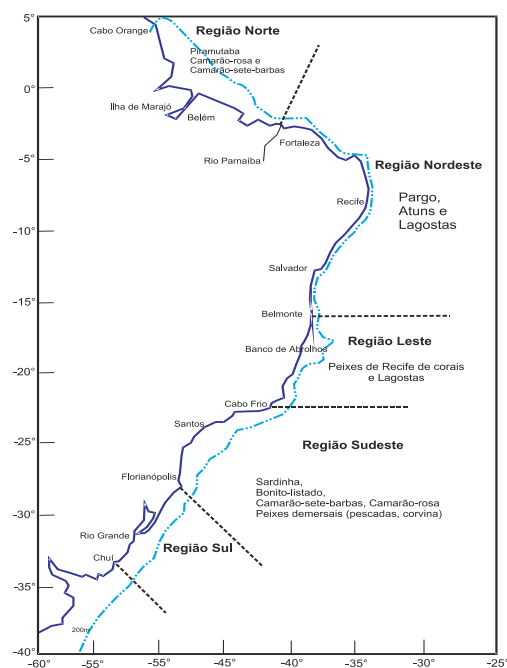 5°
Cabo Orange
Região Norte
Piramutaba
Camarão-rosa e
Camarão-sete-barbas
0°
Ilha de Marajó
Belém
Fortaleza
Rio Parnaíba
-5°
Região Nordeste
Pargo,
Atuns e
Lagostas
Recife
-10°
Salvador
-15°
Belmonte
Região Leste
Banco de Abrolhos
Peixes de Recife de corais
e Lagostas
-20°
Cabo Frio
Santos
-25°
Região Sudeste
Florianópolis
Sardinha,
Bonito-listado,
Camarão-sete-barbas, Camarão-rosa
Peixes demersais (pescadas, corvina)
-30°
Rio Grande
Região Sul
Chuí
-35°
200m
-40°
-60° -55° -45° -45° -40° -35° -30° -25°